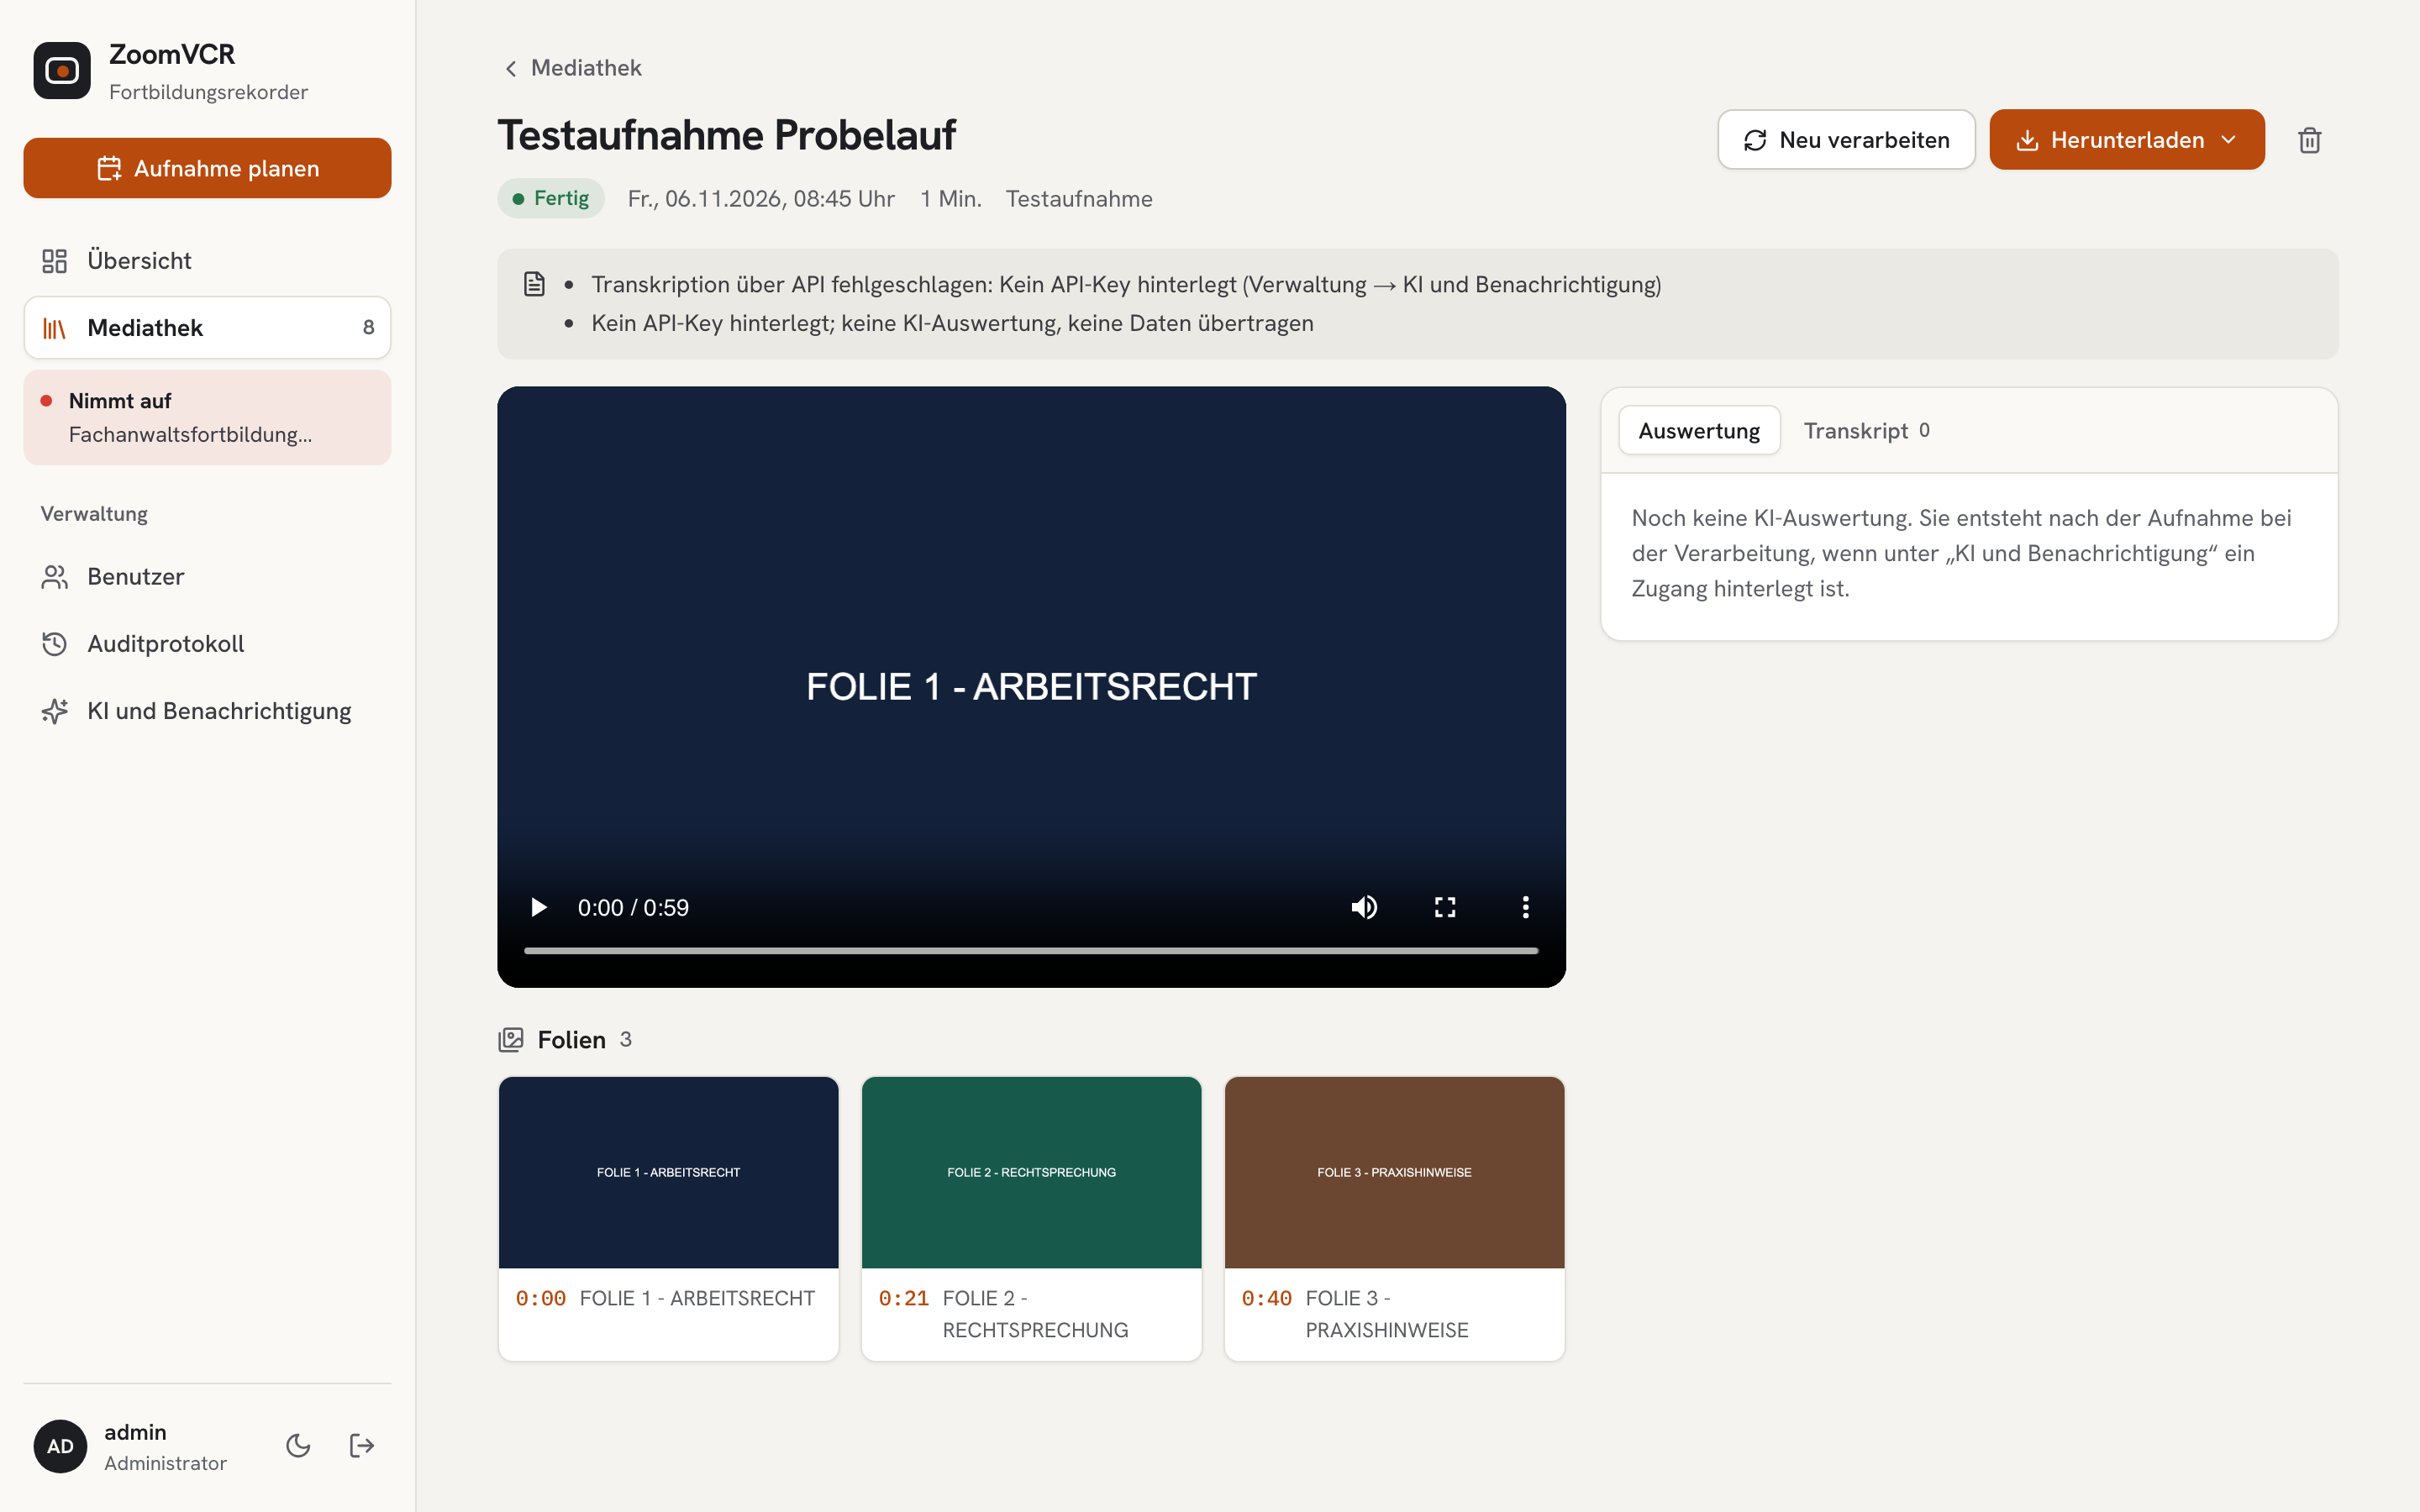 ZoomVCR
Fortbildungsrekorder
Aufnahme planen
Übersicht
Mediathek 8
Nimmt auf
Fachanwaltsfortbildung...
Verwaltung
Benutzer
Auditprotokoll
KI und Benachrichtigung
AD
admin
Administrator
Mediathek
Testaufnahme Probelauf
Neu verarbeiten
Herunterladen
Fertig Fr., 06.11.2026, 08:45 Uhr 1 Min. Testaufnahme
• Transkription über API fehlgeschlagen: Kein API-Key hinterlegt (Verwaltung → KI und Benachrichtigung)
• Kein API-Key hinterlegt; keine KI-Auswertung, keine Daten übertragen
FOLIE 1 - ARBEITSRECHT
0:00 / 0:59
Auswertung Transkript 0
Noch keine KI-Auswertung. Sie entsteht nach der Aufnahme bei
der Verarbeitung, wenn unter „KI und Benachrichtigung“ ein
Zugang hinterlegt ist.
Folien 3
FOLIE 1 - ARBEITSRECHT
0:00 FOLIE 1 - ARBEITSRECHT
FOLIE 2 - RECHTSPRECHUNG
0:21 FOLIE 2 -
RECHTSPRECHUNG
FOLIE 3 - PRAXISHINWEISE
0:40 FOLIE 3 -
PRAXISHINWEISE